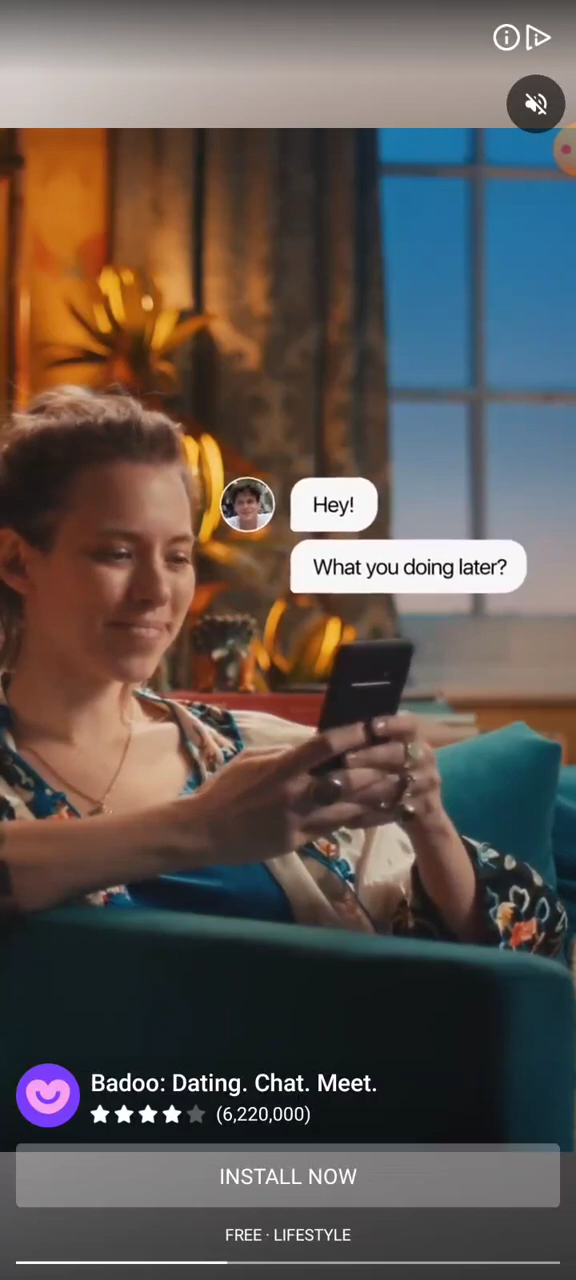 Hey!
What you doing later?
Badoo: Dating. Chat. Meet.
(6,220,000)
INSTALL NOW
FREE · LIFESTYLE